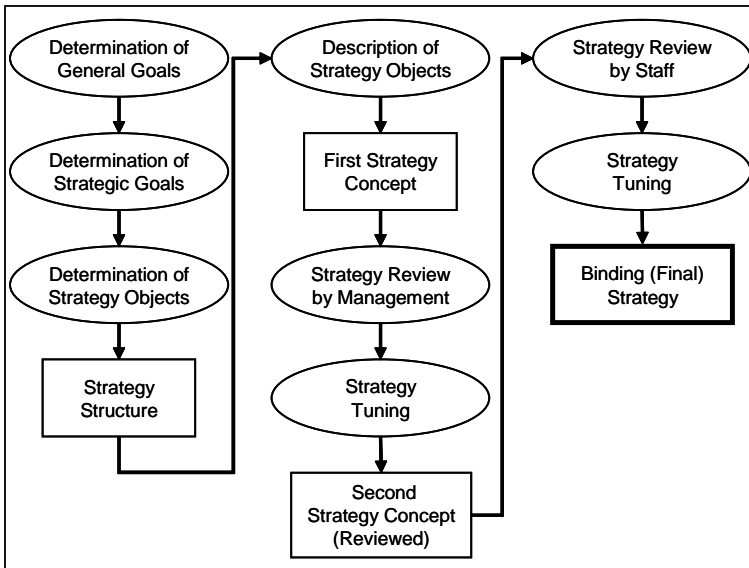 Determination of
General Goals
Determination of
Strategic Goals
Determination of
Strategy Objects
Strategy
Structure
Description of
Strategy Objects
First Strategy
Concept
Strategy Review
by Management
Strategy
Tuning
Second
Strategy Concept
(Reviewed)
Strategy Review
by Staff
Strategy
Tuning
Binding (Final)
Strategy